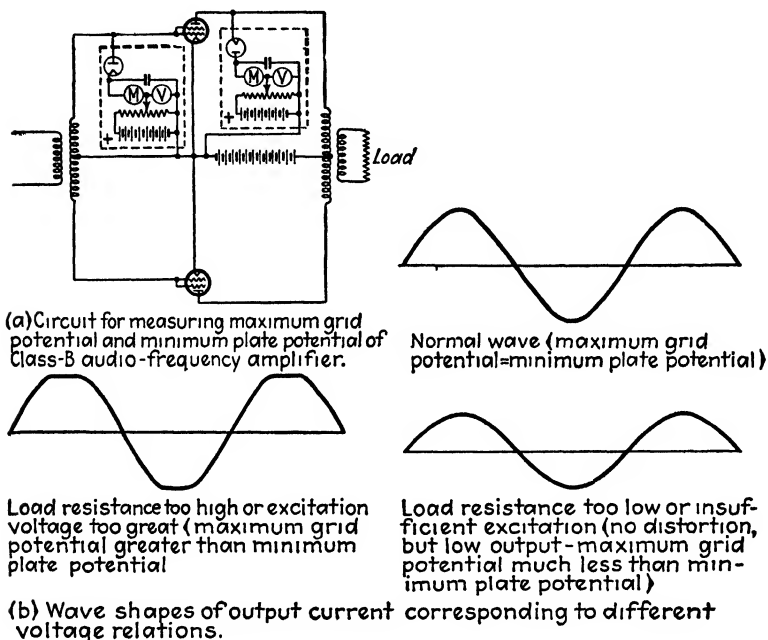 M V
M V
+
+
Load
(a) Circuit for measuring maximum grid
potential and minimum plate potential of
Class-B audio-frequency amplifier.
Normal wave (maximum grid
potential=minimum plate potential)
Load resistance too high or excitation
voltage too great (maximum grid
potential greater than minimum
plate potential
Load resistance too low or insuf-
ficient excitation (no distortion,
but low output-maximum grid
potential much less than min-
imum plate potential)
(b) Wave shapes of output current corresponding to different
voltage relations.